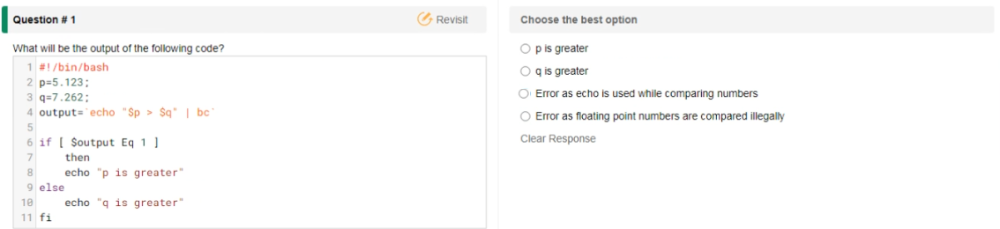 Question # 1
Revisit
What will be the output of the following code?
1 #!/bin/bash
2 p=5.123;
3 q=7.262;
4 output=`echo "$p > $q" | bc`
5
6 if [ $output Eq 1 ]
7 then
8 echo "p is greater"
9 else
10 echo "q is greater"
11 fi
Choose the best option
p is greater
q is greater
Error as echo is used while comparing numbers
Error as floating point numbers are compared illegally
Clear Response